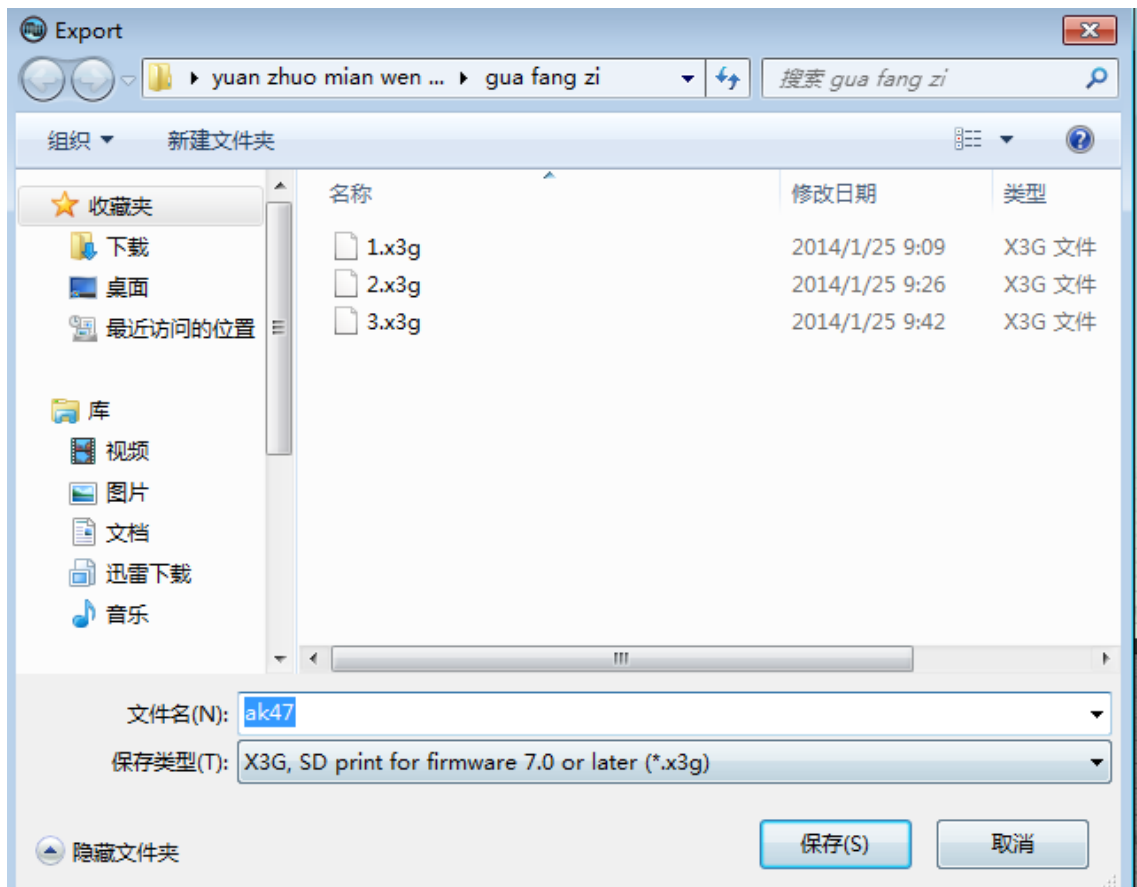 Export
yuan zhuo mian wen ... gua fang zi
搜索 gua fang zi
组织 新建文件夹
收藏夹
下载
桌面
最近访问的位置
库
视频
图片
文档
迅雷下载
音乐
名称 修改日期 类型
1.x3g 2014/1/25 9:09 X3G 文件
2.x3g 2014/1/25 9:26 X3G 文件
3.x3g 2014/1/25 9:42 X3G 文件
文件名(N): ak47
保存类型(T): X3G, SD print for firmware 7.0 or later (*.x3g)
隐藏文件夹 保存(S) 取消